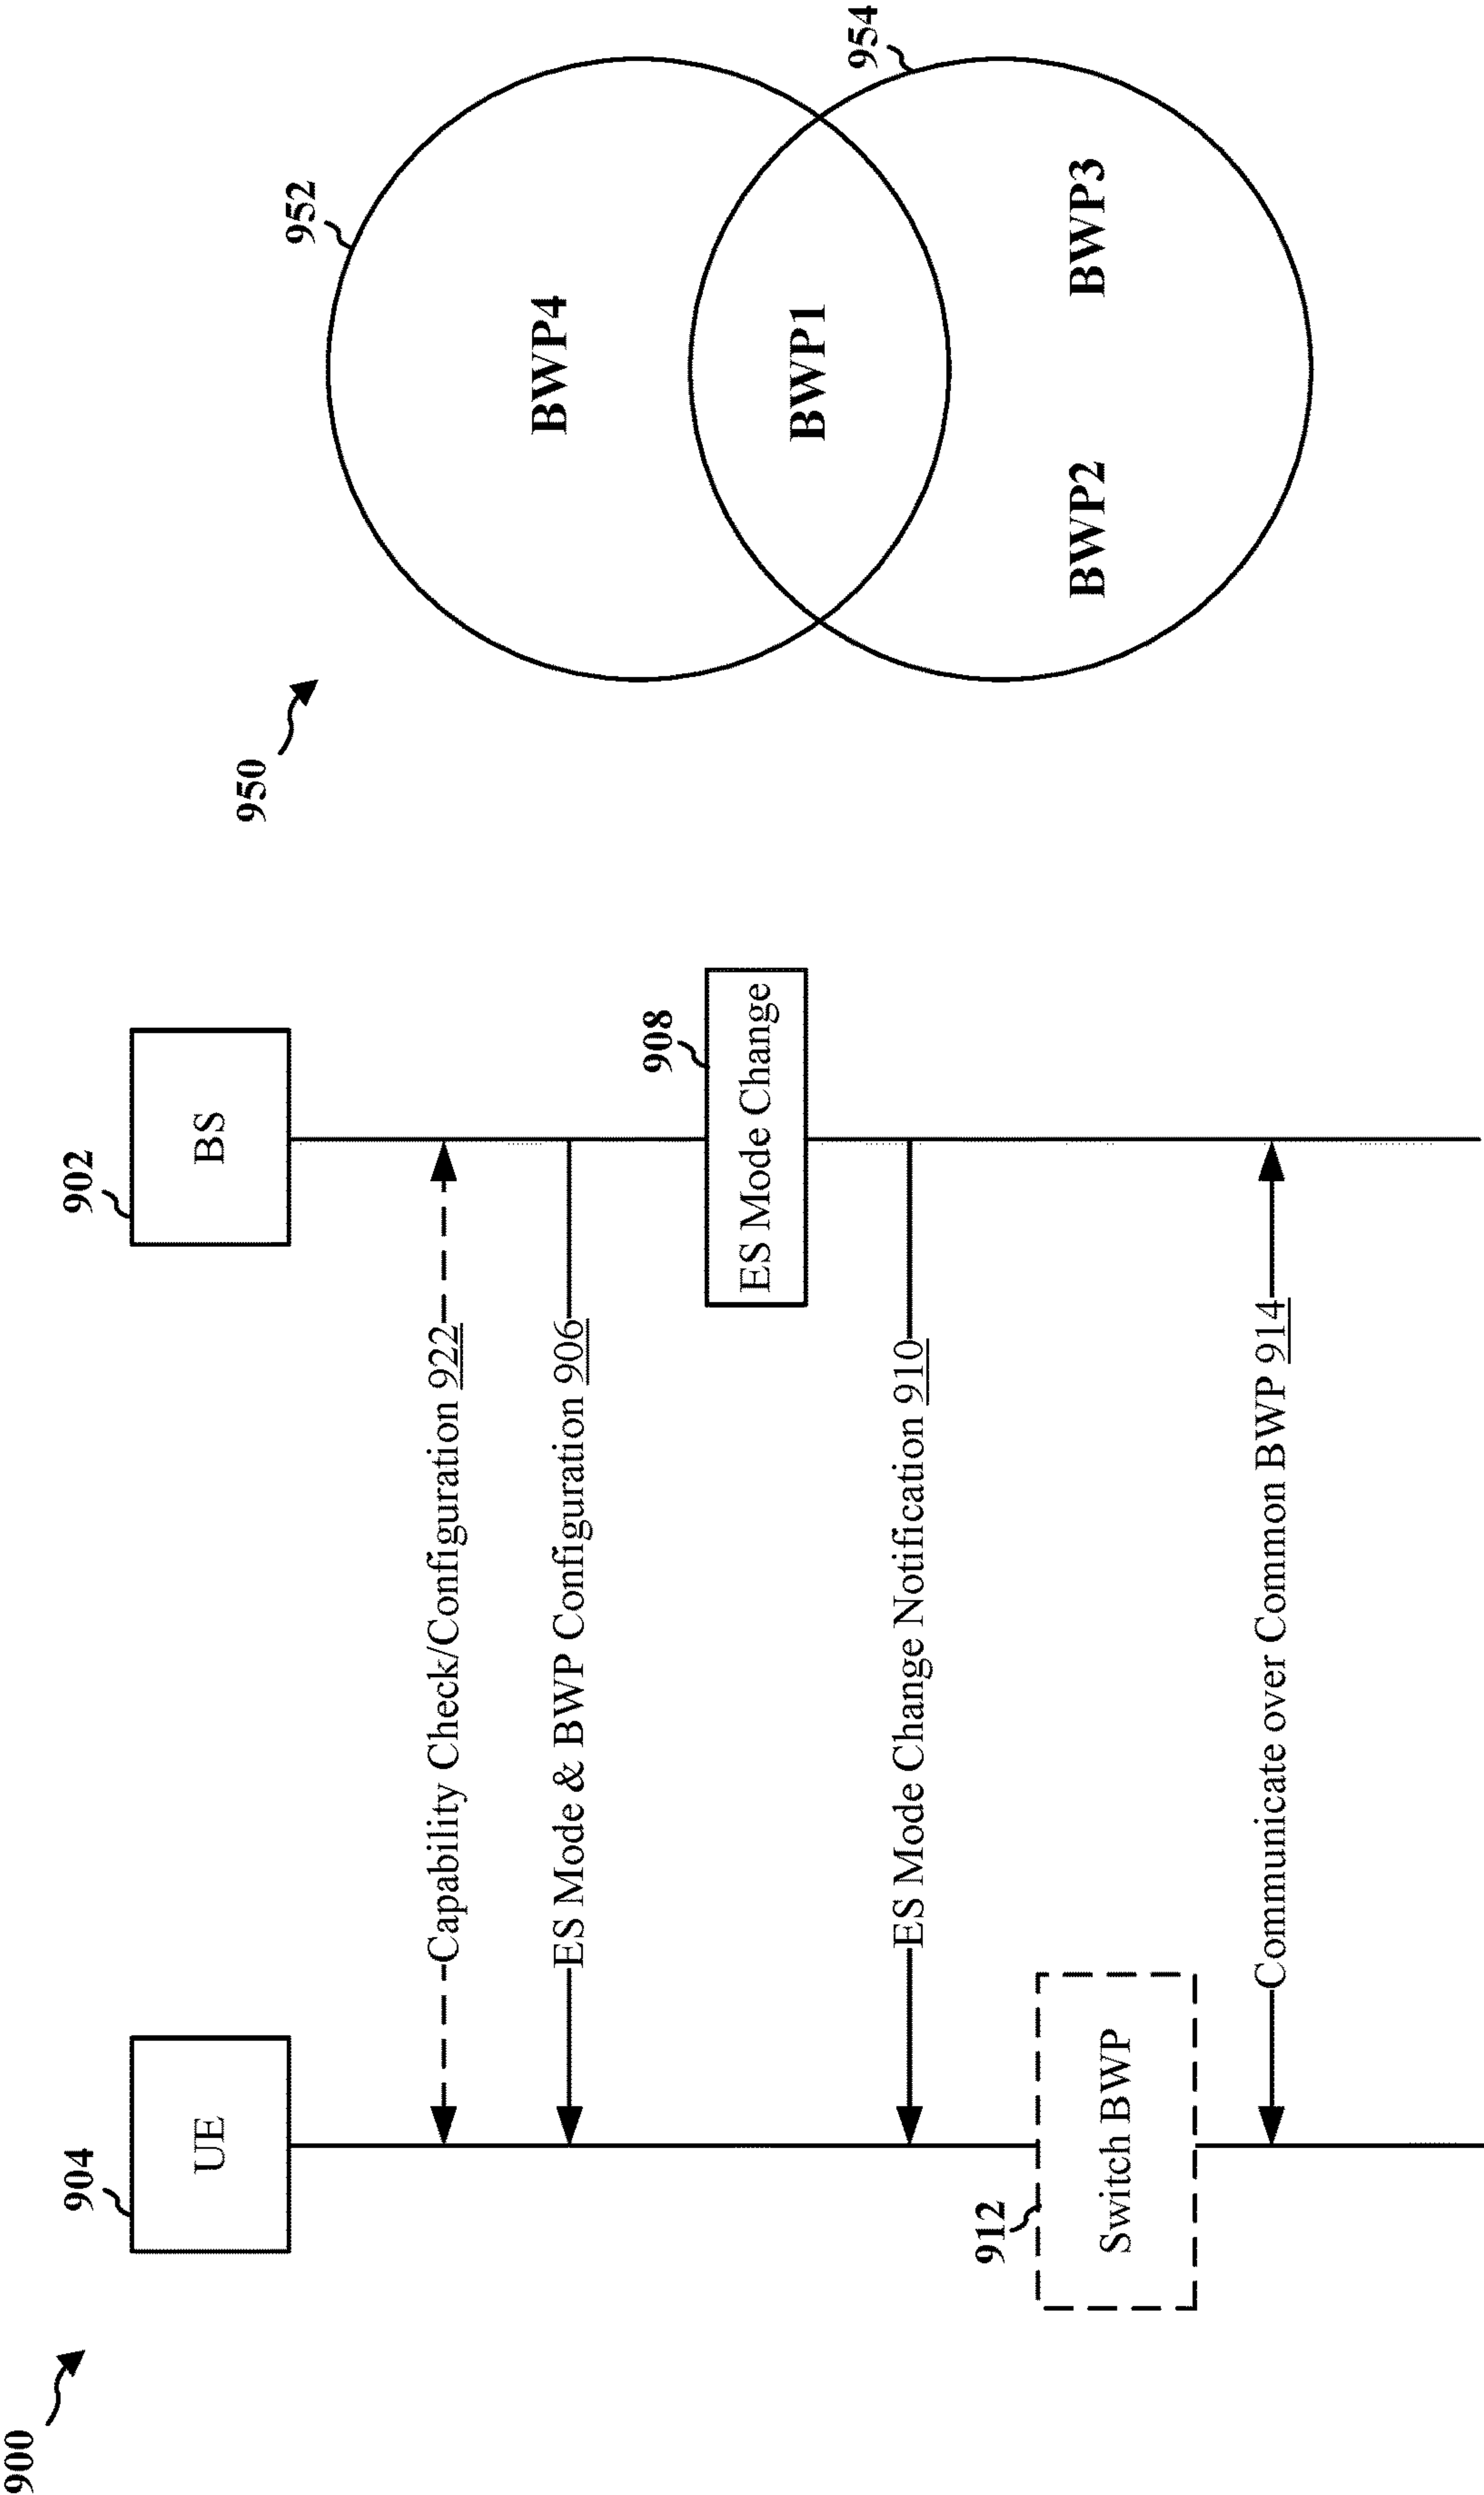 900
904
UE
902
BS
Capability Check/Configuration 922
ES Mode & BWP Configuration 906
908
ES Mode Change
ES Mode Change Notification 910
912
Switch BWP
Communicate over Common BWP 914
950
952
BWP4
BWP1
954
BWP2
BWP3